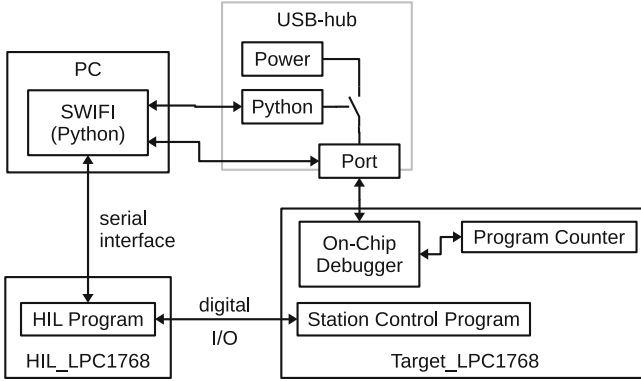 USB-hub
Power
PC
SWIFI
(Python)
Python
Port
serial
interface
On-Chip
Debugger
Program Counter
HIL Program
digital
I/O
Station Control Program
HIL_LPC1768
Target_LPC1768